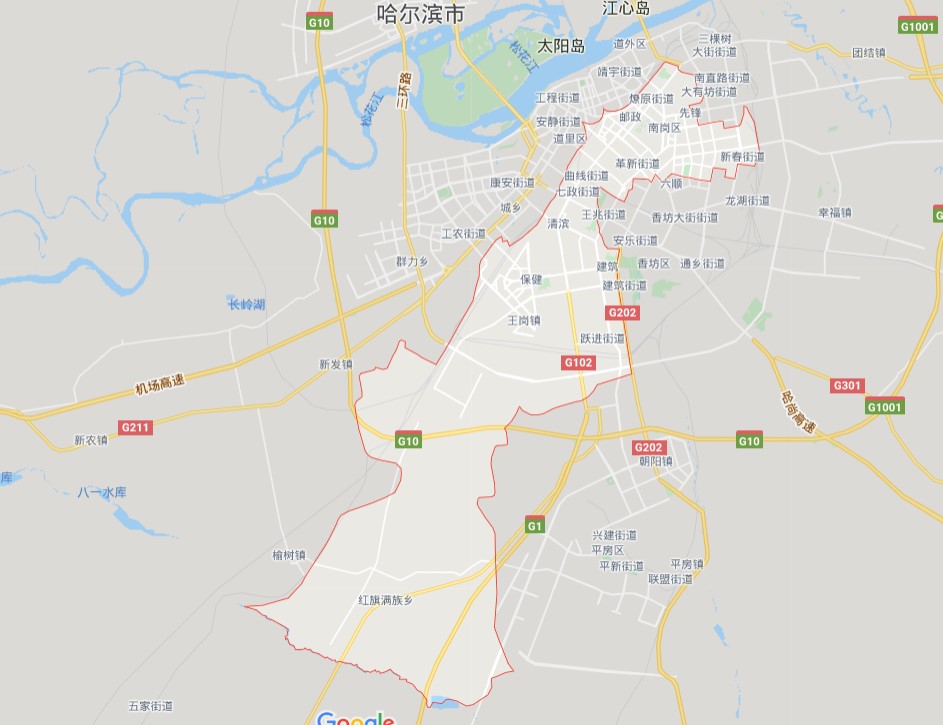 哈尔滨市
江心岛
G10
G1001
太阳岛
道外区
三棵树
大街街道
团结镇
松花江
三环路
靖宇街道
南直路街道
大有坊街道
松花江
工程街道
燎原街道
安静街道
邮政
先锋
南岗区
道里区
革新街道
新春街道
康安街道
曲线街道
七政街道
六顺
城乡
龙湖街道
G10
清滨
王兆街道
香坊大街街道
幸福镇
G
工农街道
安乐街道
群力乡
建筑
香坊区
通乡街道
保健
建筑街道
长岭湖
王岗镇
G202
跃进街道
新发镇
G102
机场高速
G301
哈尚高速
G1001
G211
新农镇
G10
G202
G10
朝阳镇
库
八一水库
G1
兴建街道
平房区
榆树镇
平新街道
平房镇
联盟街道
红旗满族乡
五家街道
Google